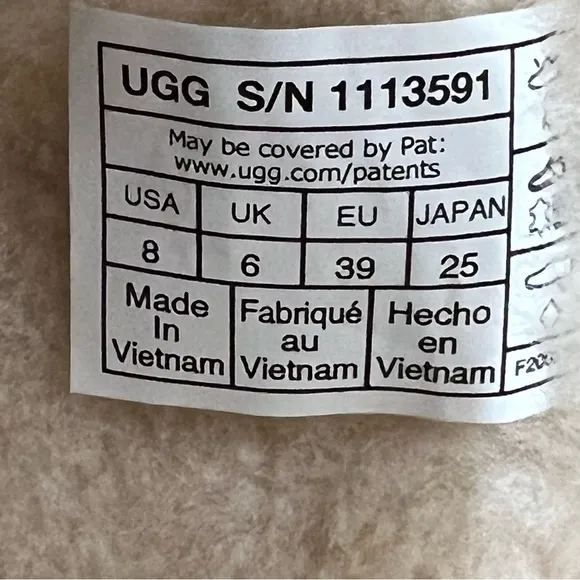 UGG S/N 1113591
May be covered by Pat:
www.ugg.com/patents
USA UK EU JAPAN
8 6 39 25
Made Fabriqué Hecho
In au en
Vietnam Vietnam Vietnam